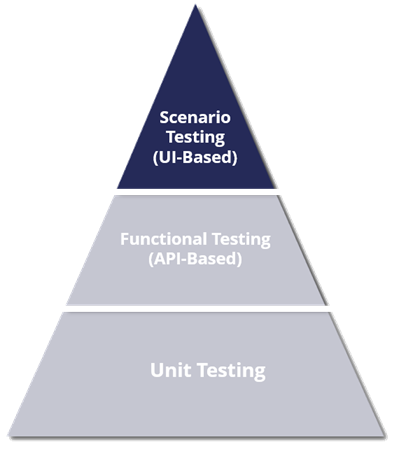 Scenario
Testing
(UI-Based)
Functional Testing
(API-Based)
Unit Testing